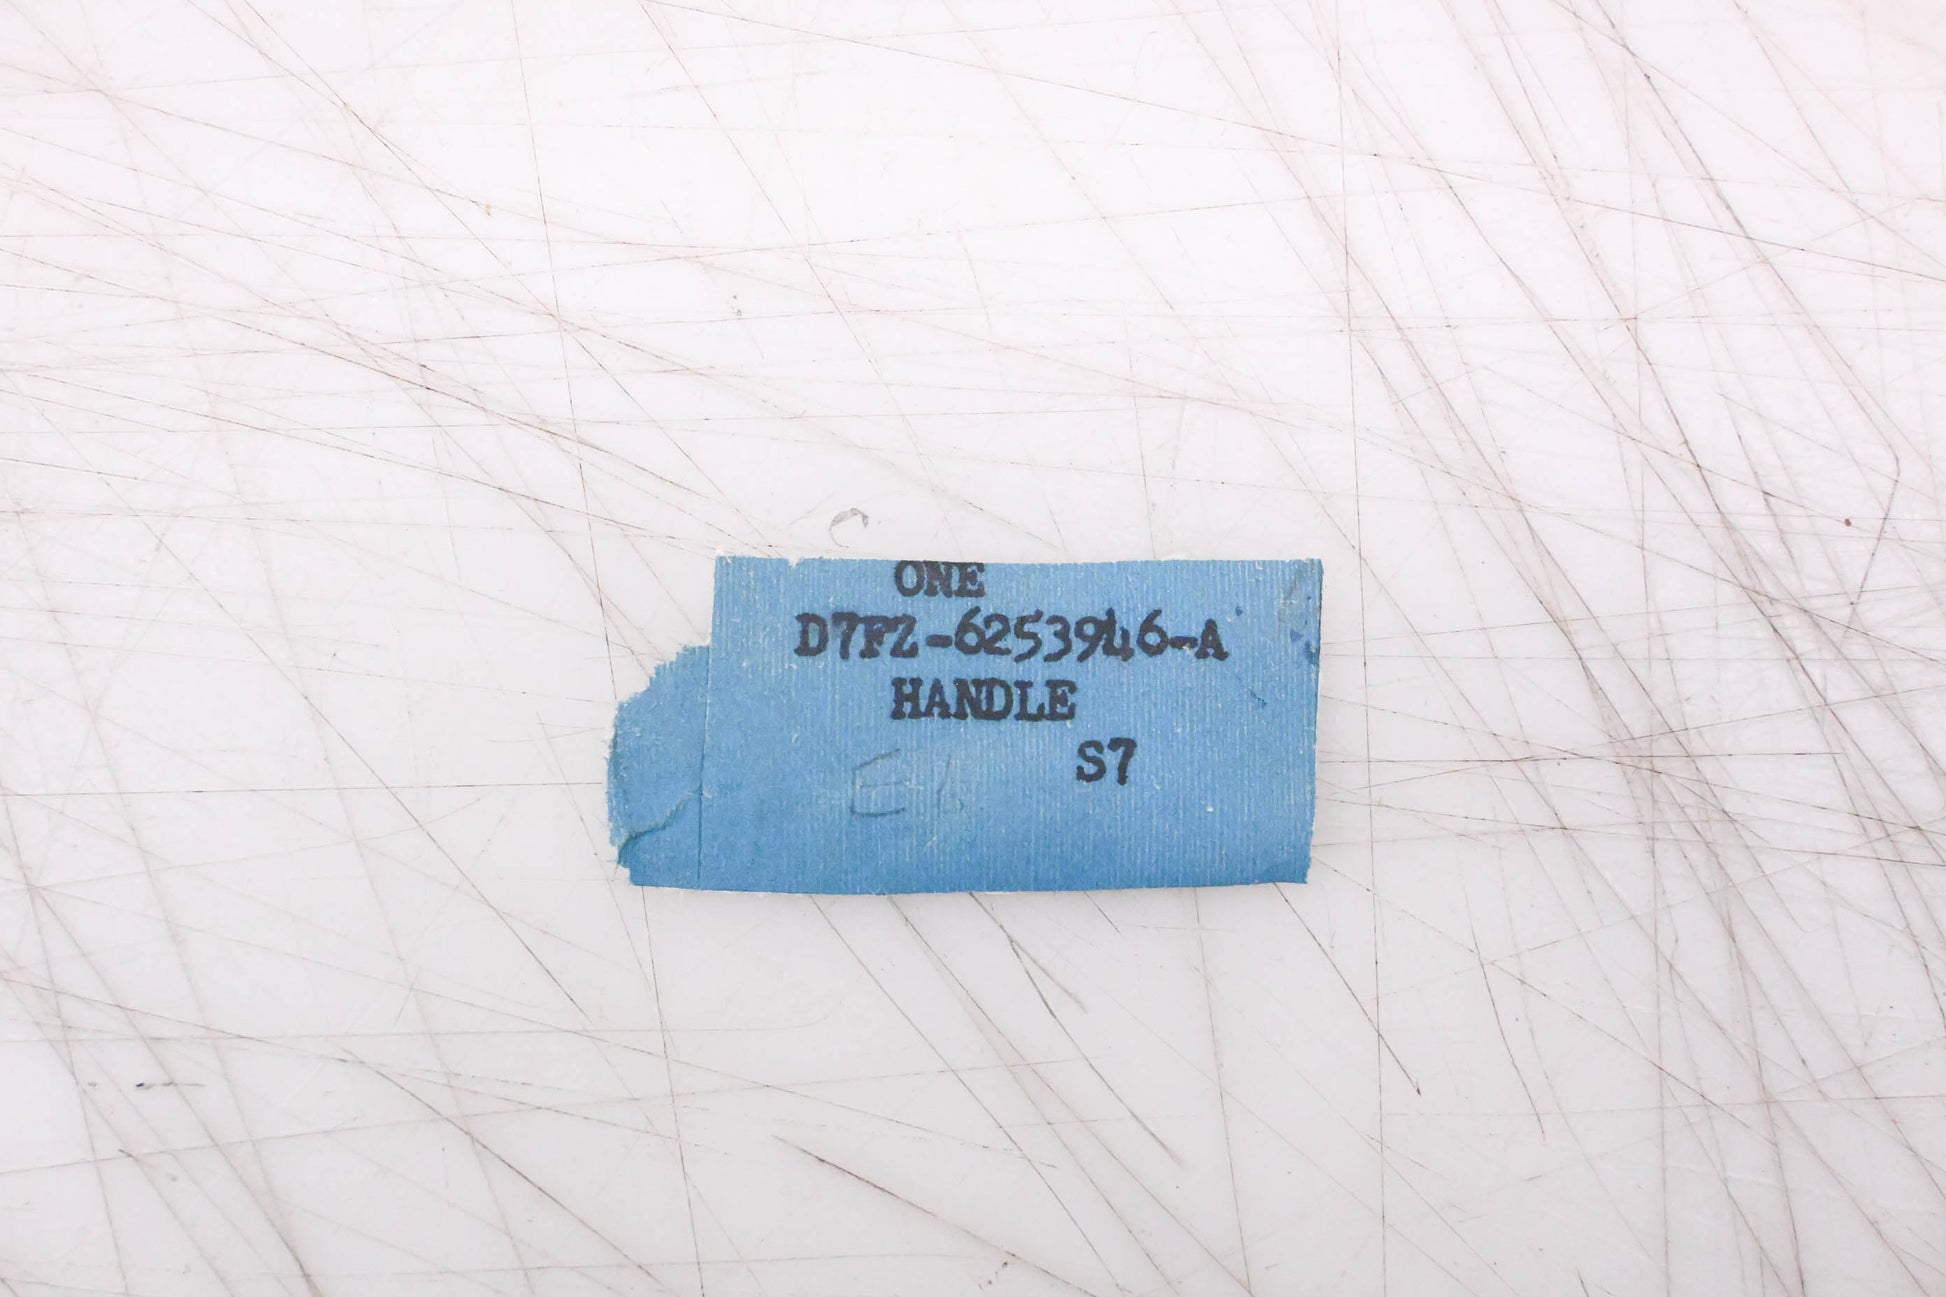 ONE
D7FZ-6253946-A
HANDLE
S7